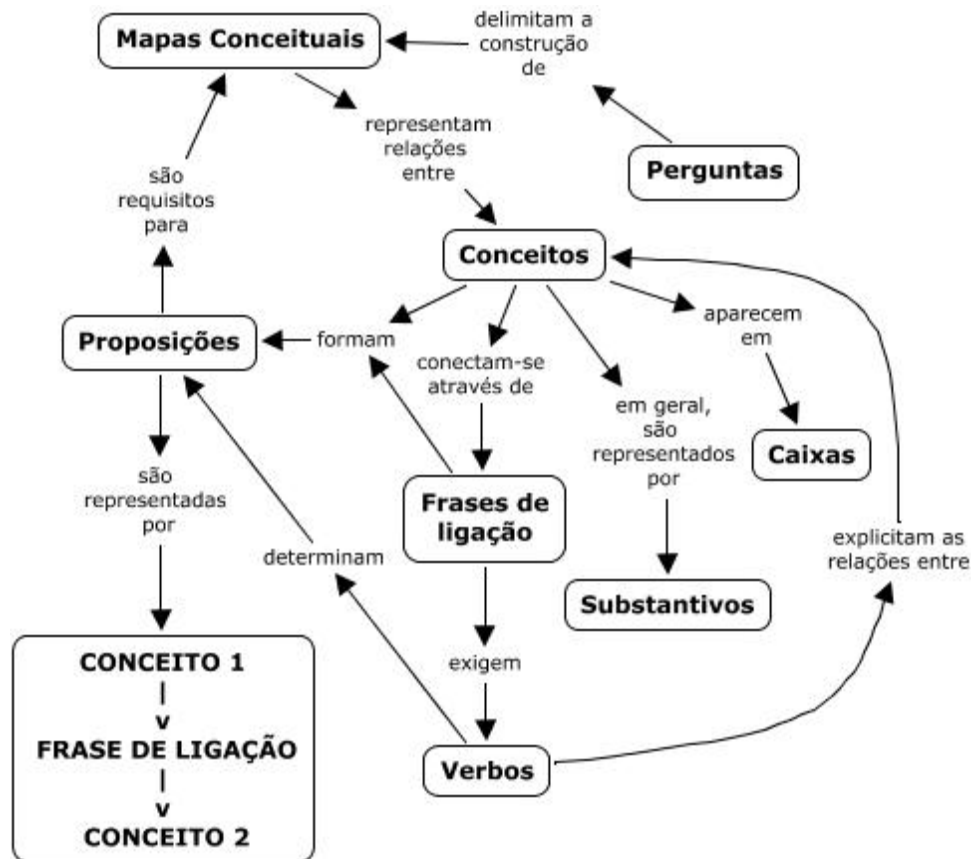 Mapas Conceituais
delimitam a
construção
de
representam
relações
entre
Perguntas
são
requisitos
para
Conceitos
Proposições
formam
conectam-se
através de
aparecem
em
em geral,
são
representados
por
Caixas
são
representadas
por
Frases de
ligação
determinam
explicitam as
relações entre
Substantivos
exigem
CONCEITO 1
|
v
FRASE DE LIGAÇÃO
|
v
CONCEITO 2
Verbos